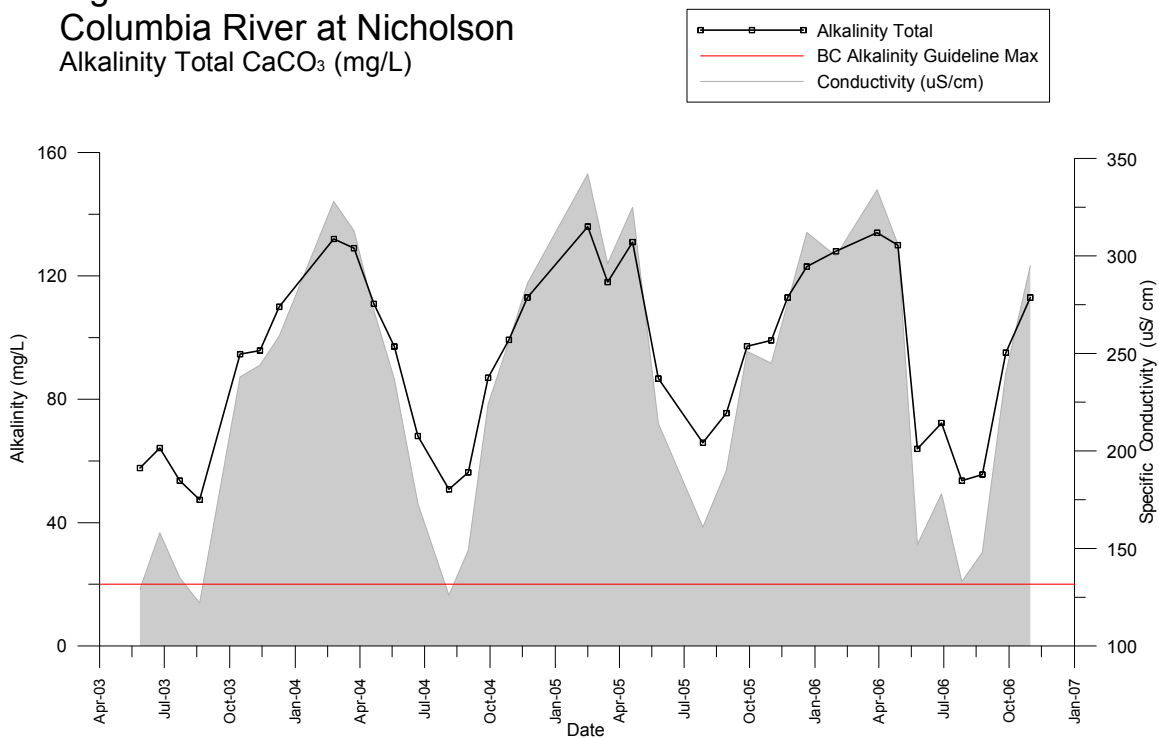 Columbia River at Nicholson
Alkalinity Total CaCO₃ (mg/L)
Alkalinity Total
BC Alkalinity Guideline Max
Conductivity (uS/cm)
160
120
80
40
0
Alkalinity (mg/L)
350
300
250
200
150
100
Specific Conductivity (uS/ cm)
Apr-03
Jul-03
Oct-03
Jan-04
Apr-04
Jul-04
Oct-04
Jan-05
Apr-05
Jul-05
Oct-05
Jan-06
Apr-06
Jul-06
Oct-06
Jan-07
Date